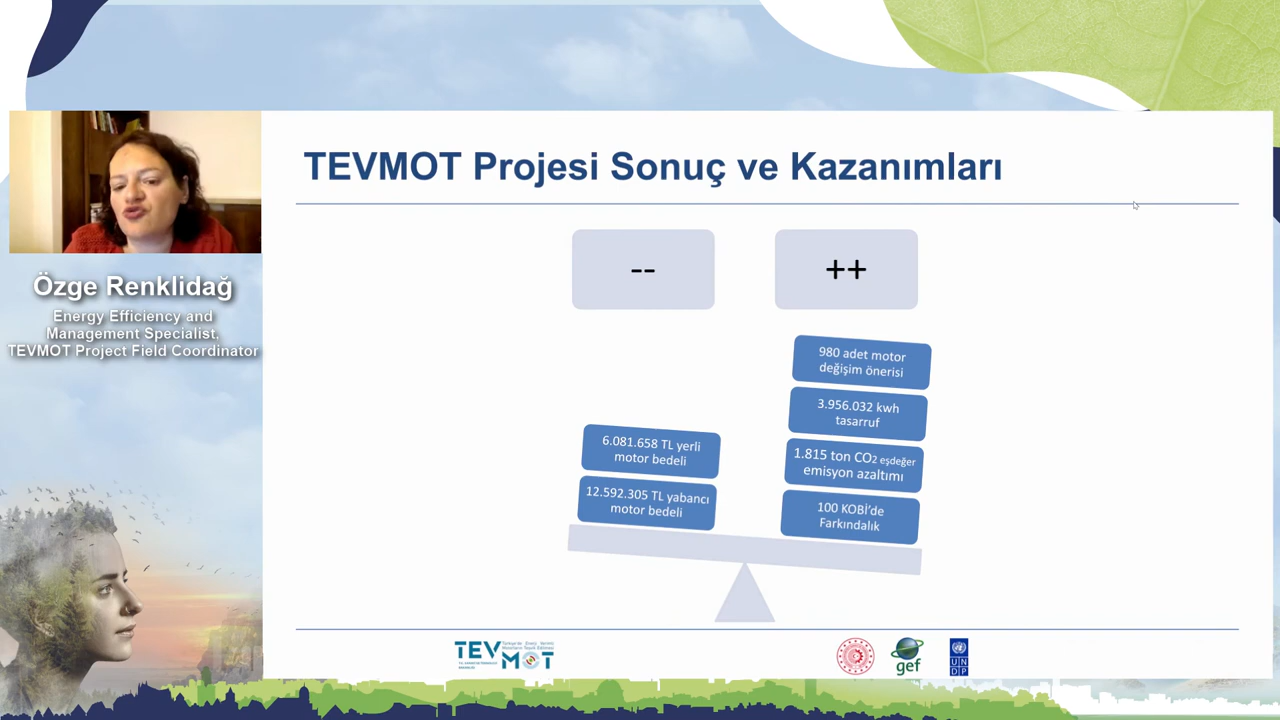 TEVMOT Projesi Sonuç ve Kazanımları
Özge Renklidağ
Energy Efficiency and
Management Specialist,
TEVMOT Project Field Coordinator
--
++
6.081.658 TL yerli
motor bedeli
12.592.305 TL yabancı
motor bedeli
980 adet motor
değişim önerisi
3.956.032 kwh
tasarruf
1.815 ton CO2 eşdeğer
emisyon azaltımı
100 KOBİ'de
Farkındalık
TEVMOT
gef
UN
DP